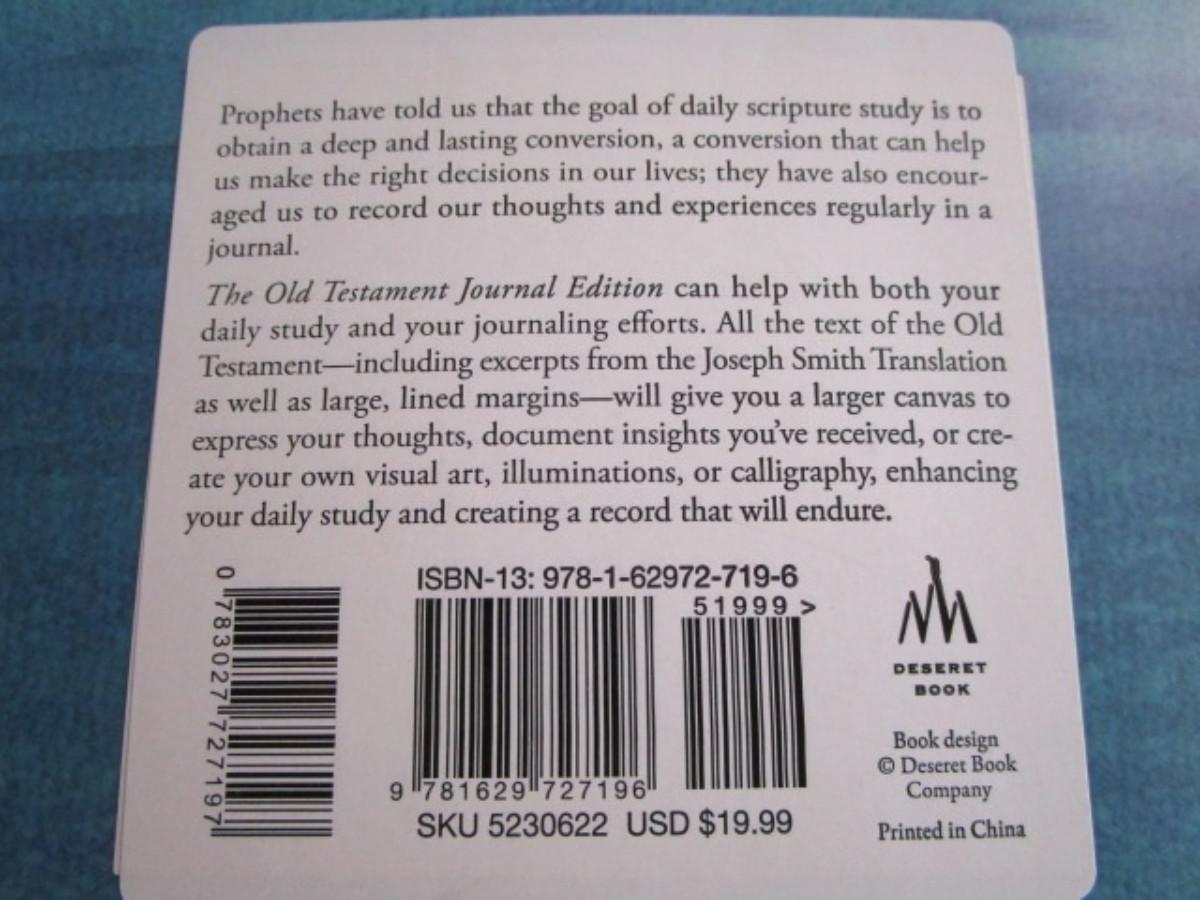 Prophets have told us that the goal of daily scripture study is to
obtain a deep and lasting conversion, a conversion that can help
us make the right decisions in our lives; they have also encour-
aged us to record our thoughts and experiences regularly in a
journal.
The Old Testament Journal Edition can help with both your
daily study and your journaling efforts. All the text of the Old
Testament—including excerpts from the Joseph Smith Translation
as well as large, lined margins—will give you a larger canvas to
express your thoughts, document insights you've received, or cre-
ate your own visual art, illuminations, or calligraphy, enhancing
your daily study and creating a record that will endure.
0 783027 727197
ISBN-13: 978-1-62972-719-6
51999 >
9 781629 727196
SKU 5230622 USD $19.99
DESERET
BOOK
Book design
© Deseret Book
Company
Printed in China